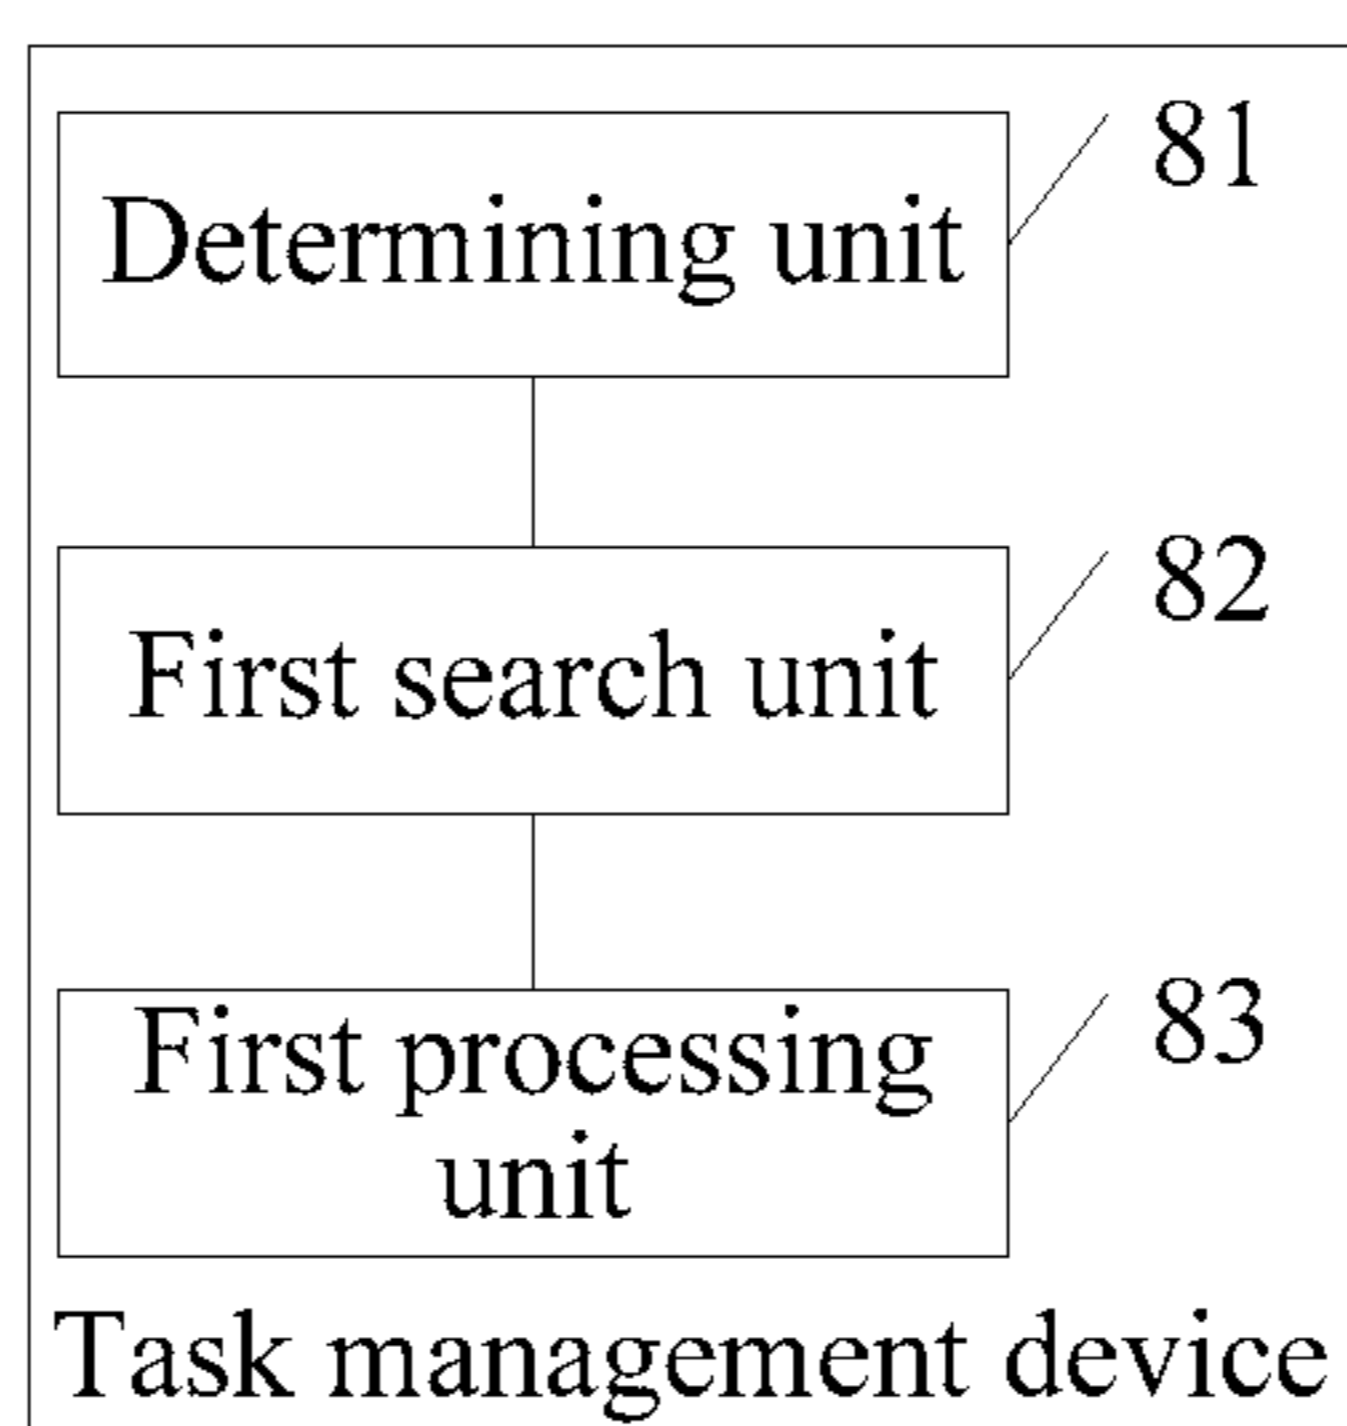 81
Determining unit
82
First search unit
83
First processing
unit
Task management device